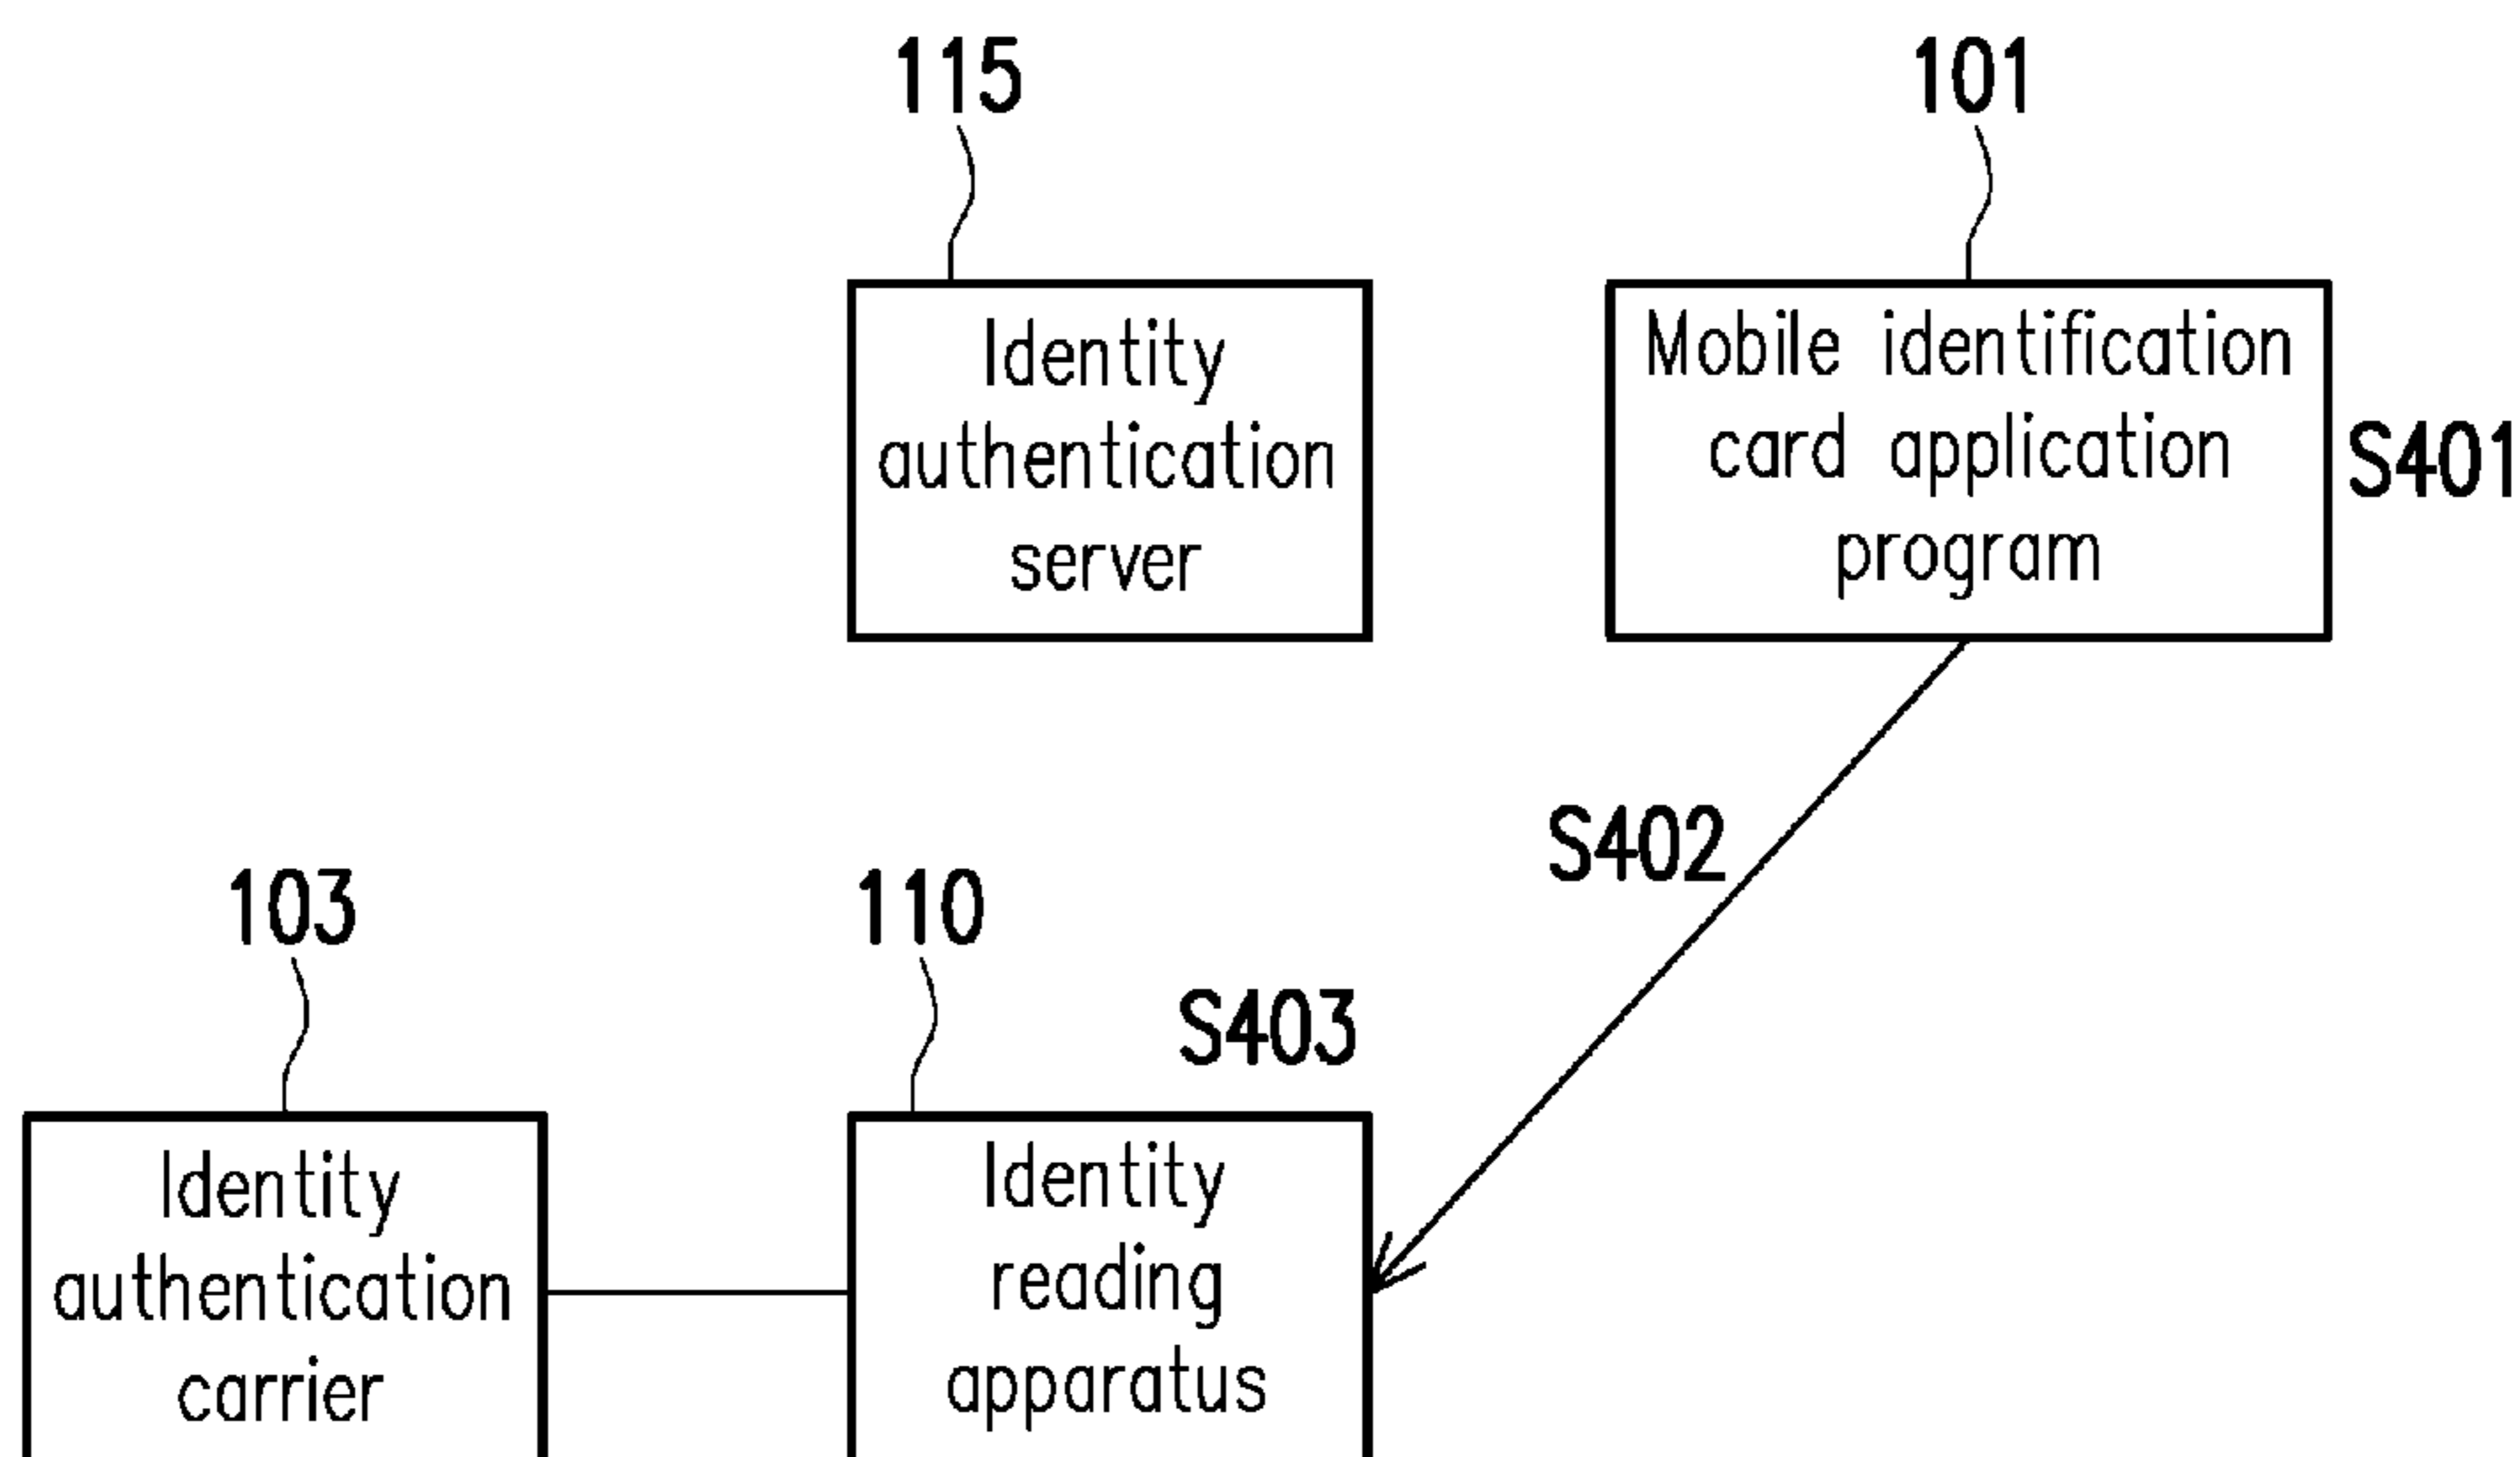 115
101
Identity
authentication
server
Mobile identification
card application
program
S401
S402
103
110
S403
Identity
authentication
carrier
Identity
reading
apparatus